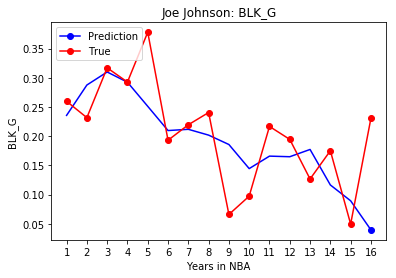 Joe Johnson: BLK_G
Prediction
True
BLK_G
0.35
0.30
0.25
0.20
0.15
0.10
0.05
1 2 3 4 5 6 7 8 9 10 11 12 13 14 15 16
Years in NBA